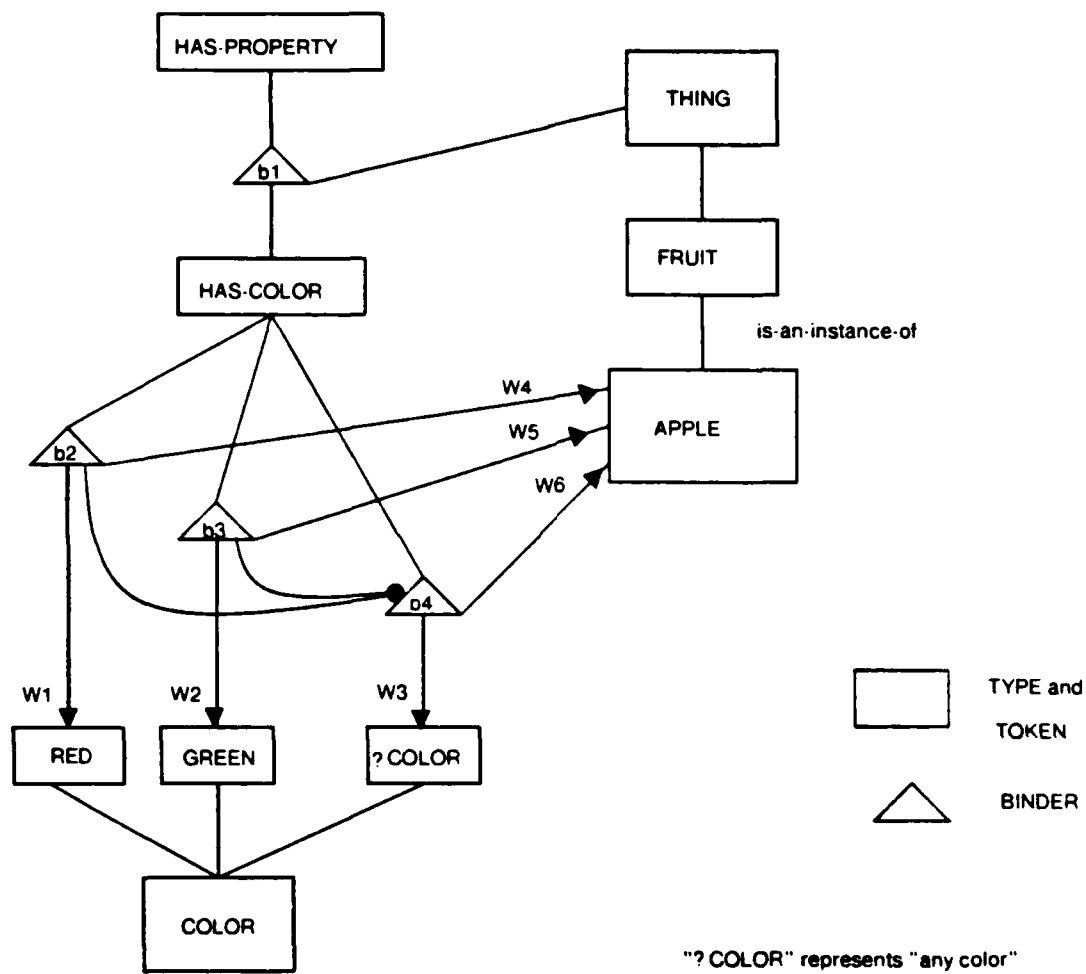 HAS-PROPERTY
THING
b1
FRUIT
HAS-COLOR
is-an-instance-of
W4
APPLE
W5
b2
W6
b3
b4
W1
W2
W3
TYPE and
TOKEN
RED
GREEN
? COLOR
BINDER
COLOR
"? COLOR" represents "any color"